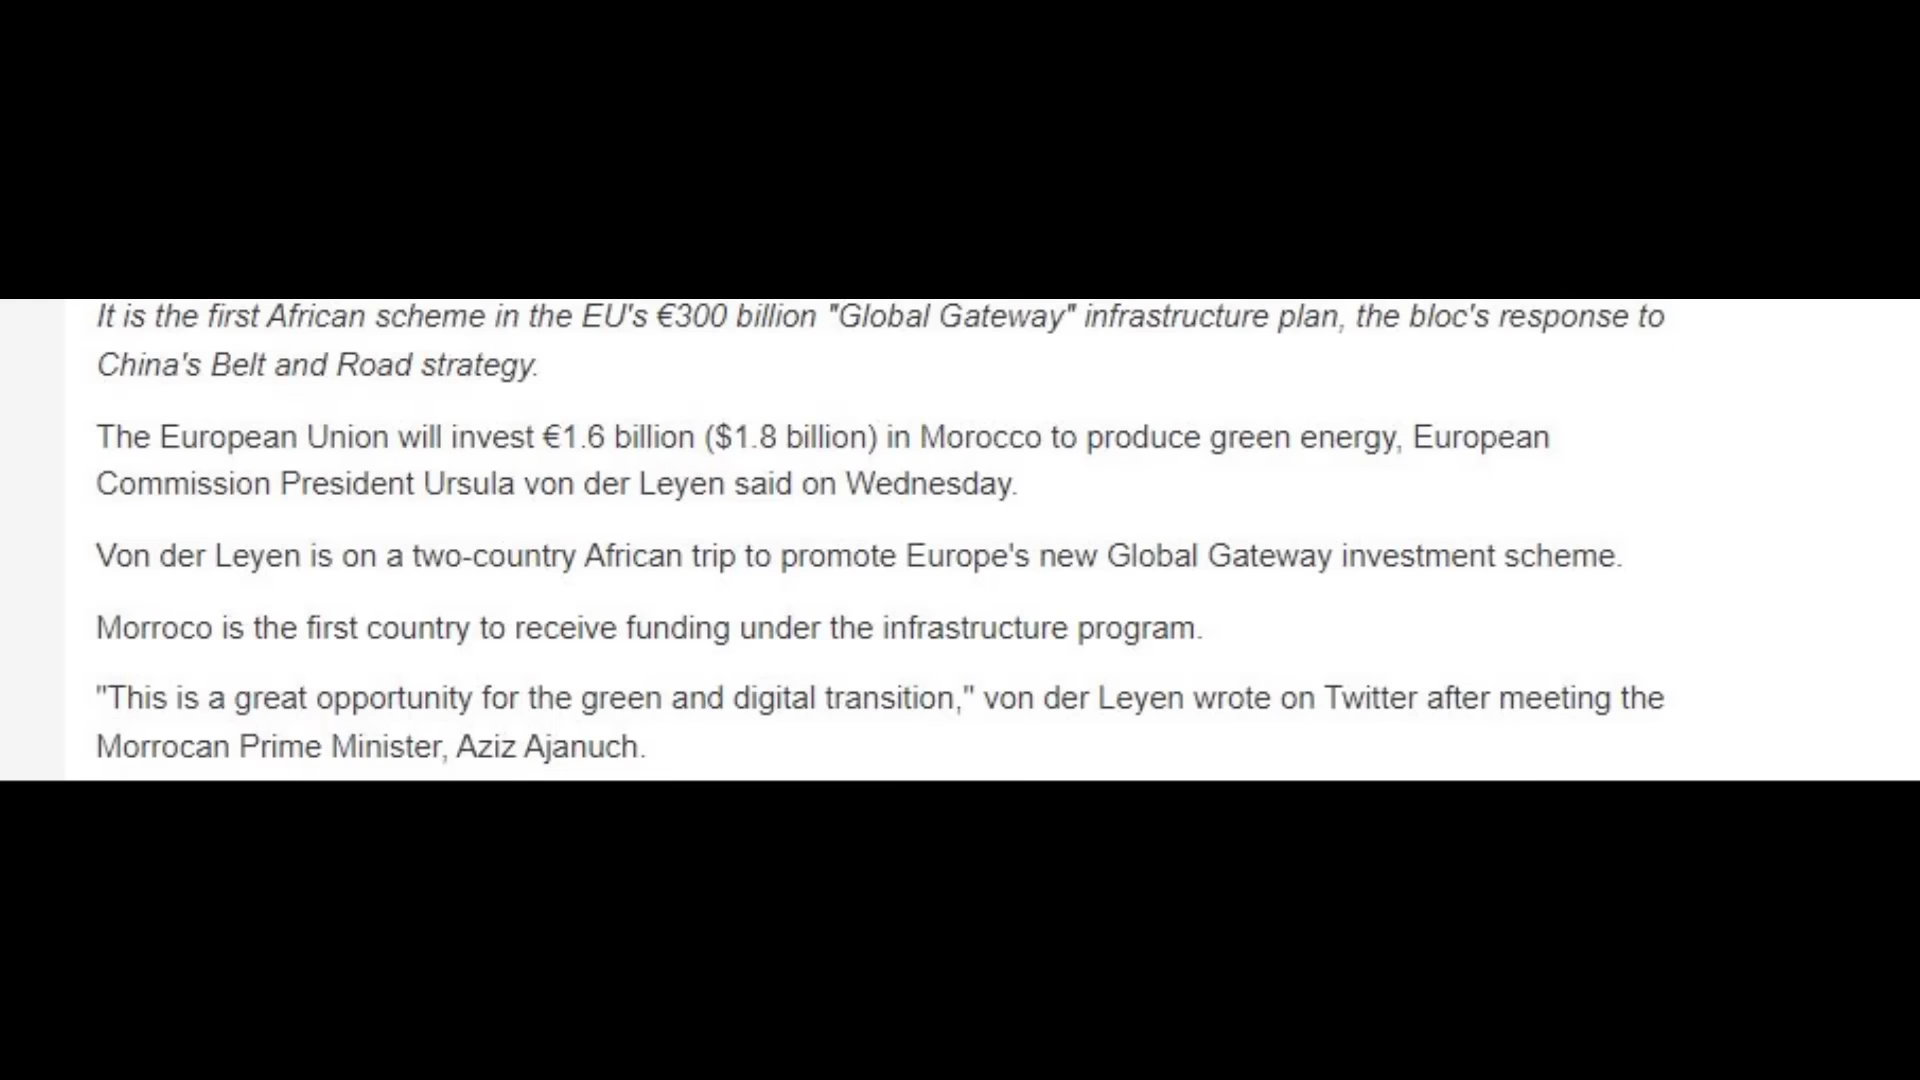 It is the first African scheme in the EU's €300 billion "Global Gateway" infrastructure plan, the bloc's response to
China's Belt and Road strategy.
The European Union will invest €1.6 billion ($1.8 billion) in Morocco to produce green energy, European
Commission President Ursula von der Leyen said on Wednesday.
Von der Leyen is on a two-country African trip to promote Europe's new Global Gateway investment scheme.
Morroco is the first country to receive funding under the infrastructure program.
"This is a great opportunity for the green and digital transition," von der Leyen wrote on Twitter after meeting the
Morrocan Prime Minister, Aziz Ajanuch.